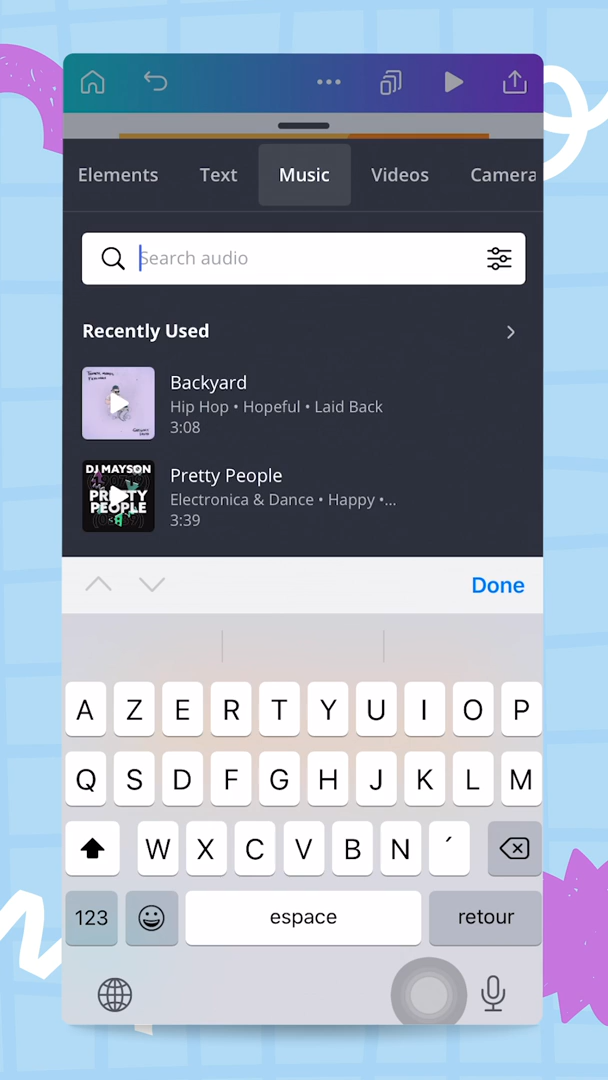 Elements Text Music Videos Camera
Search audio
Recently Used
Backyard
Hip Hop • Hopeful • Laid Back
3:08
DJ MAYSON
PRETTY
PEOPLE
Pretty People
Electronica & Dance • Happy •...
3:39
Done
A Z E R T Y U I O P
Q S D F G H J K L M
W X C V B N ´
123 espace retour